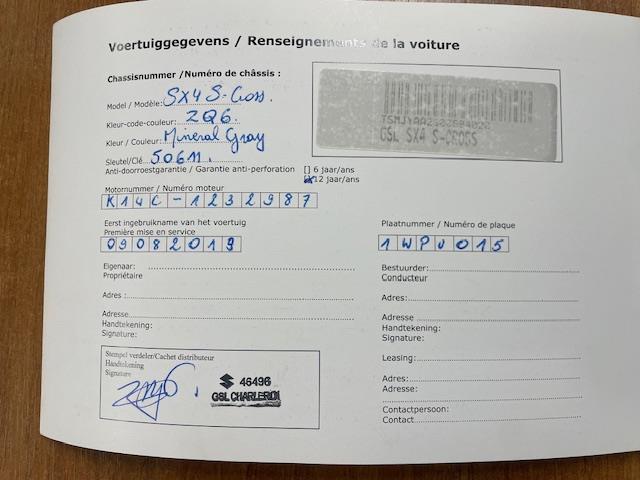 Voertuiggegevens / Renseignements de la voiture
Chassisnummer /Numéro de châssis :
Model / Modèle: SX4 S-Cross.
Kleur-code-couleur: ZQ6.
Kleur / Couleur: Mineral Gray
Sleutel/Clé 50611.
GSL SX4 S-CROSS
Anti-doorroestgarantie / Garantie anti-perforation
[] 6 jaar/ans
[x] 12 jaar/ans
Motornummer / Numéro moteur
K14C-1232987
Eerst ingebruikname van het voertuig
Première mise en service
09082019
Plaatnummer / Numéro de plaque
1WPU015
Eigenaar:
Propriétaire
Adres :
Adresse
Handtekening:
Signature:
Bestuurder:
Conducteur
Adres:
Adresse
Handtekening:
Signature:
Leasing:
Adres:
Adresse:
Contactpersoon:
Contact
Stempel verdeler/Cachet distributeur
Handtekening
Signature
46496
GSL CHARLEROI